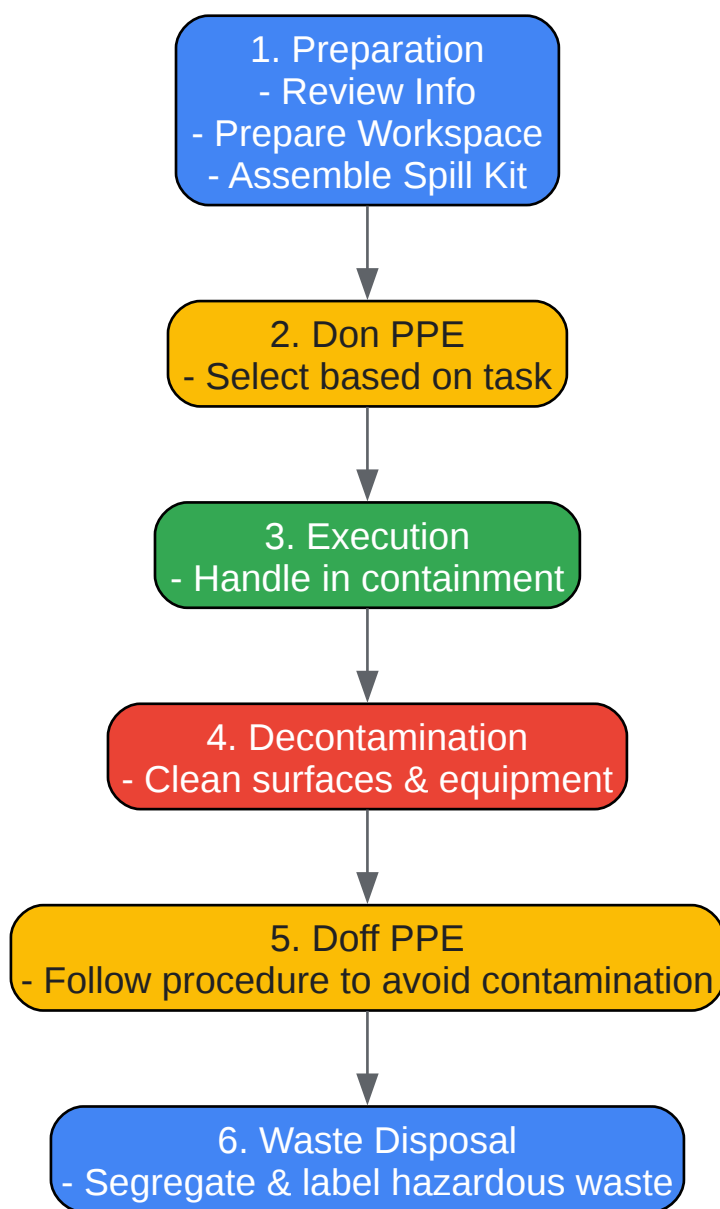 1. Preparation
- Review Info
- Prepare Workspace
- Assemble Spill Kit
2. Don PPE
- Select based on task
3. Execution
- Handle in containment
4. Decontamination
- Clean surfaces & equipment
5. Doff PPE
- Follow procedure to avoid contamination
6. Waste Disposal
- Segregate & label hazardous waste